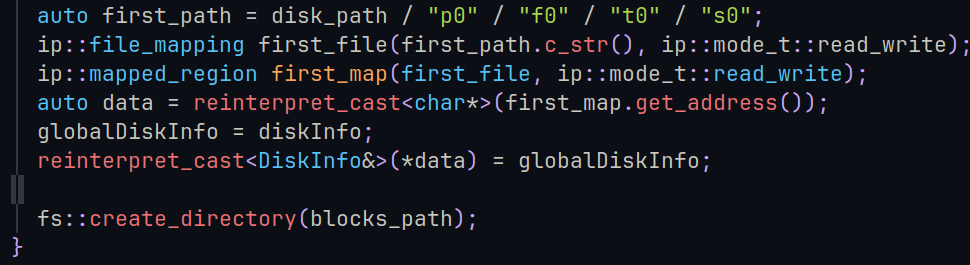 auto first_path = disk_path / "p0" / "f0" / "t0" / "s0";
ip::file_mapping first_file(first_path.c_str(), ip::mode_t::read_write);
ip::mapped_region first_map(first_file, ip::mode_t::read_write);
auto data = reinterpret_cast<char*>(first_map.get_address());
globalDiskInfo = diskInfo;
reinterpret_cast<DiskInfo&>(*data) = globalDiskInfo;
fs::create_directory(blocks_path);
}